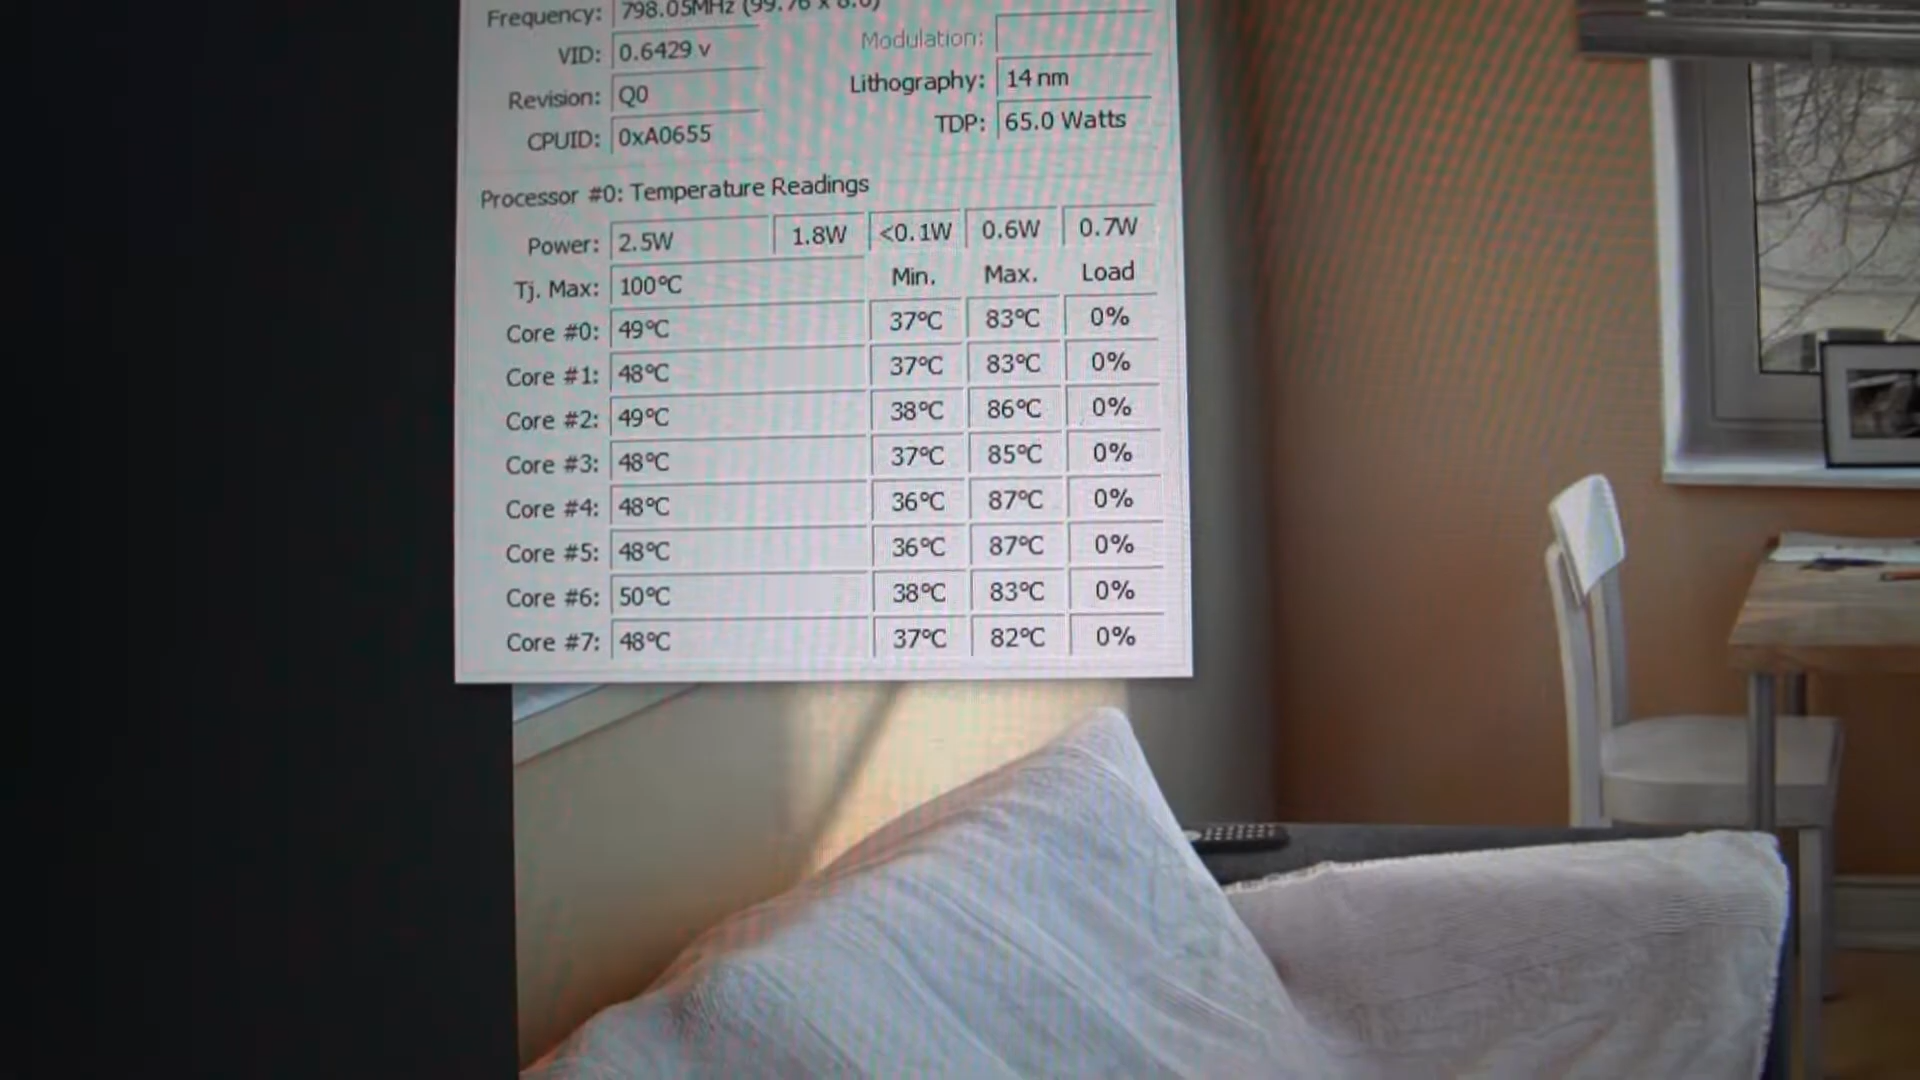 Frequency: 798.05MHz (99.76 x 8.0)
VID: 0.6429 v Modulation:
Revision: Q0 Lithography: 14 nm
CPUID: 0xA0655 TDP: 65.0 Watts
Processor #0: Temperature Readings
Power: 2.5W 1.8W <0.1W 0.6W 0.7W
Tj. Max: 100°C Min. Max. Load
Core #0: 49°C 37°C 83°C 0%
Core #1: 48°C 37°C 83°C 0%
Core #2: 49°C 38°C 86°C 0%
Core #3: 48°C 37°C 85°C 0%
Core #4: 48°C 36°C 87°C 0%
Core #5: 48°C 36°C 87°C 0%
Core #6: 50°C 38°C 83°C 0%
Core #7: 48°C 37°C 82°C 0%